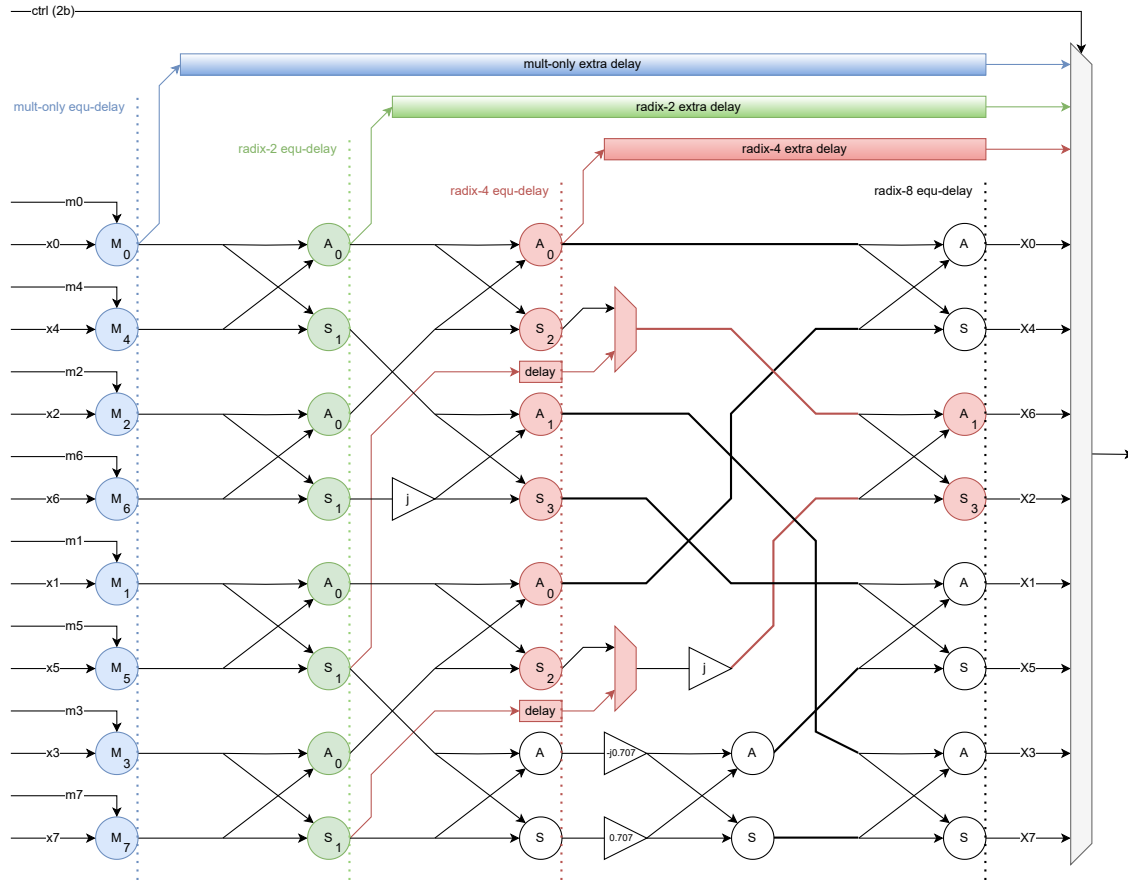 ctrl (2b)
mult-only extra delay
mult-only equ-delay
radix-2 extra delay
radix-2 equ-delay
radix-4 extra delay
radix-4 equ-delay
radix-8 equ-delay
m0
x0 M 0 A 0 A 0 A X0
m4
x4 M 4 S 1 S 2 S X4
m2 delay
x2 M 2 A 0 A 1 A 1 X6
m6
x6 M 6 S 1 j S 3 S 3 X2
m1
x1 M 1 A 0 A 0 A X1
m5
x5 M 5 S 1 S 2 j S X5
m3 delay
x3 M 3 A 0 A -j0.707 A A X3
m7
x7 M 7 S 1 S 0.707 S S X7